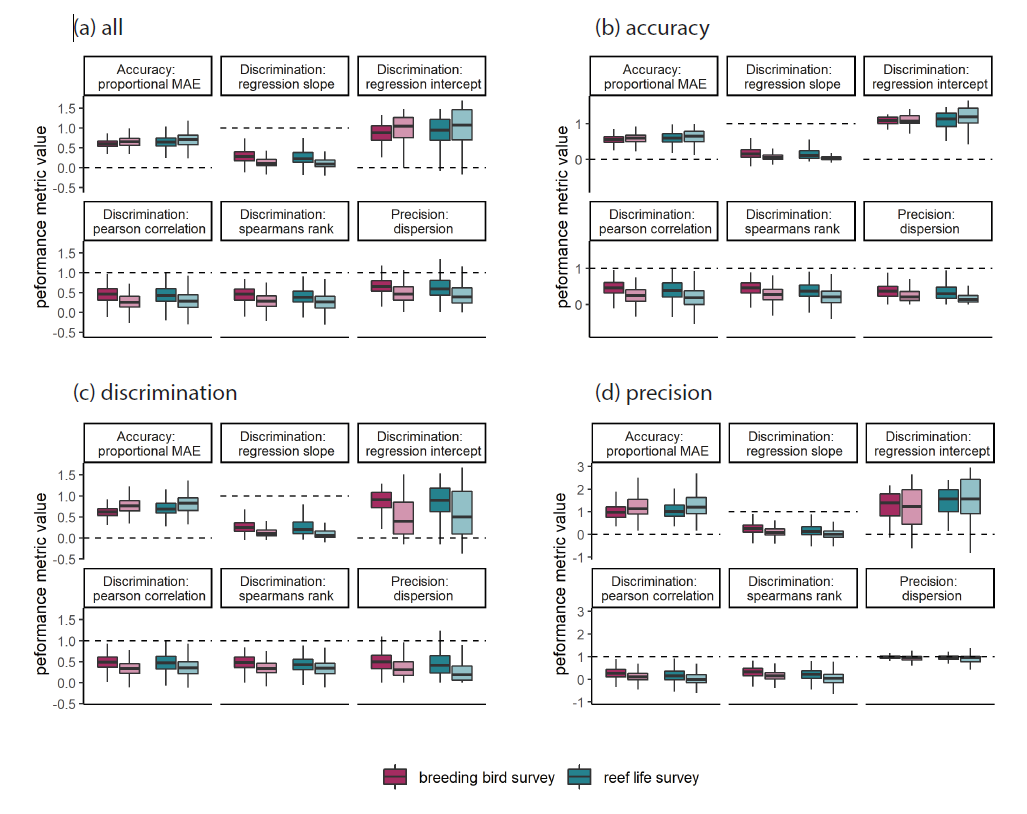 (a) all
Accuracy:
proportional MAE
Discrimination:
regression slope
Discrimination:
regression intercept
1.5
1.0
0.5
0.0
-0.5
Discrimination:
pearson correlation
Discrimination:
spearmans rank
Precision:
dispersion
1.5
1.0
0.5
0.0
-0.5
peformance metric value
(b) accuracy
Accuracy:
proportional MAE
Discrimination:
regression slope
Discrimination:
regression intercept
1
0
Discrimination:
pearson correlation
Discrimination:
spearmans rank
Precision:
dispersion
1
0
peformance metric value
(c) discrimination
Accuracy:
proportional MAE
Discrimination:
regression slope
Discrimination:
regression intercept
1.5
1.0
0.5
0.0
-0.5
Discrimination:
pearson correlation
Discrimination:
spearmans rank
Precision:
dispersion
1.5
1.0
0.5
0.0
-0.5
peformance metric value
(d) precision
Accuracy:
proportional MAE
Discrimination:
regression slope
Discrimination:
regression intercept
3
2
1
0
-1
Discrimination:
pearson correlation
Discrimination:
spearmans rank
Precision:
dispersion
3
2
1
0
-1
peformance metric value
breeding bird survey
reef life survey